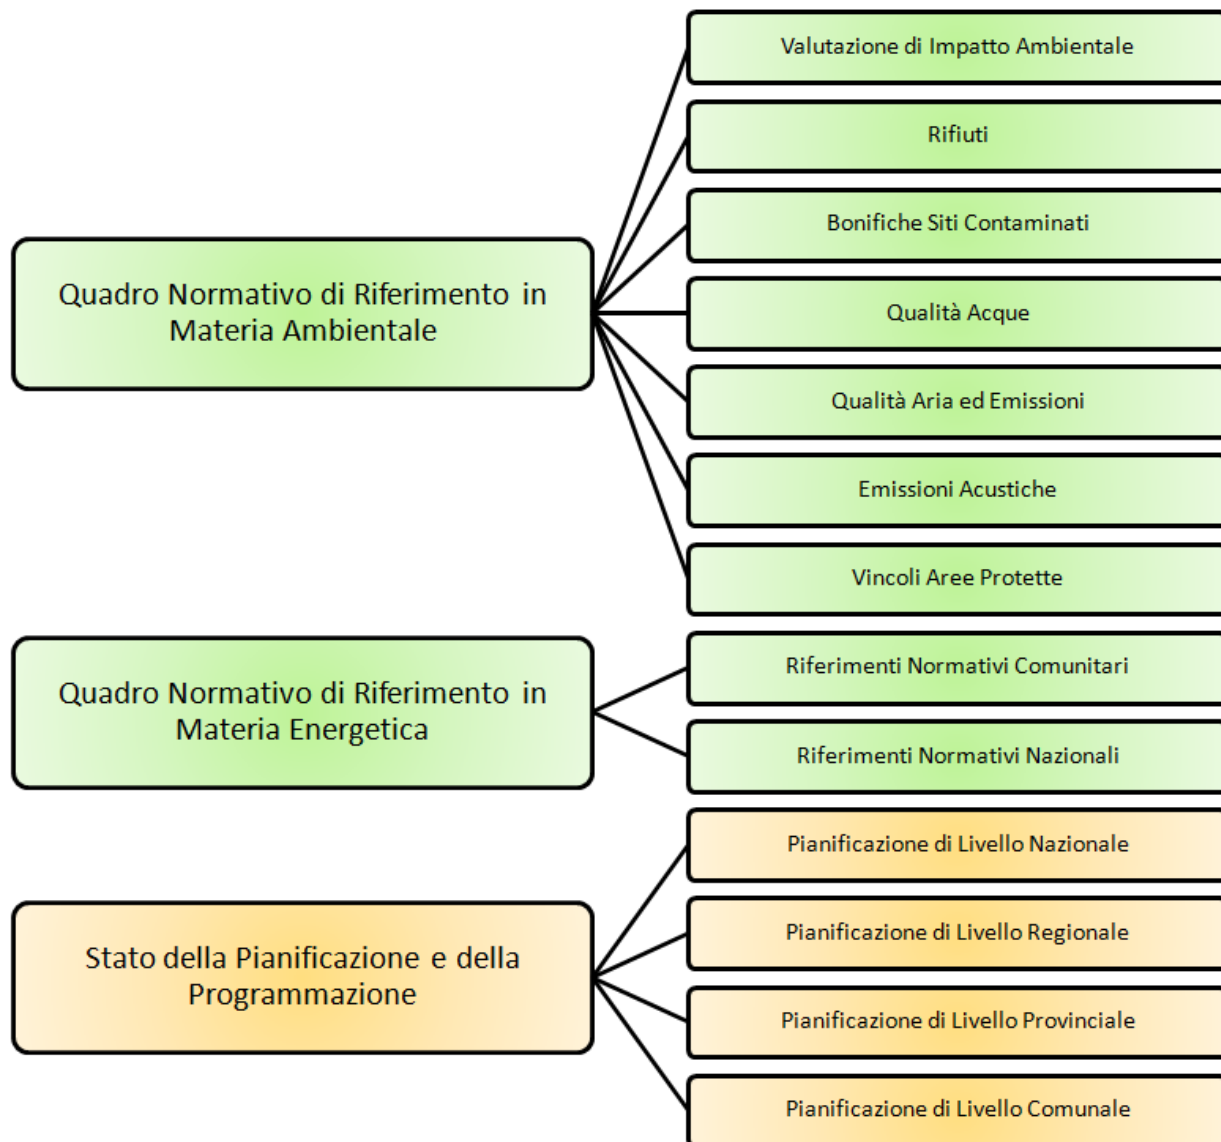 Quadro Normativo di Riferimento in
Materia Ambientale
Valutazione di Impatto Ambientale
Rifiuti
Bonifiche Siti Contaminati
Qualità Acque
Qualità Aria ed Emissioni
Emissioni Acustiche
Vincoli Aree Protette
Quadro Normativo di Riferimento in
Materia Energetica
Riferimenti Normativi Comunitari
Riferimenti Normativi Nazionali
Stato della Pianificazione e della
Programmazione
Pianificazione di Livello Nazionale
Pianificazione di Livello Regionale
Pianificazione di Livello Provinciale
Pianificazione di Livello Comunale